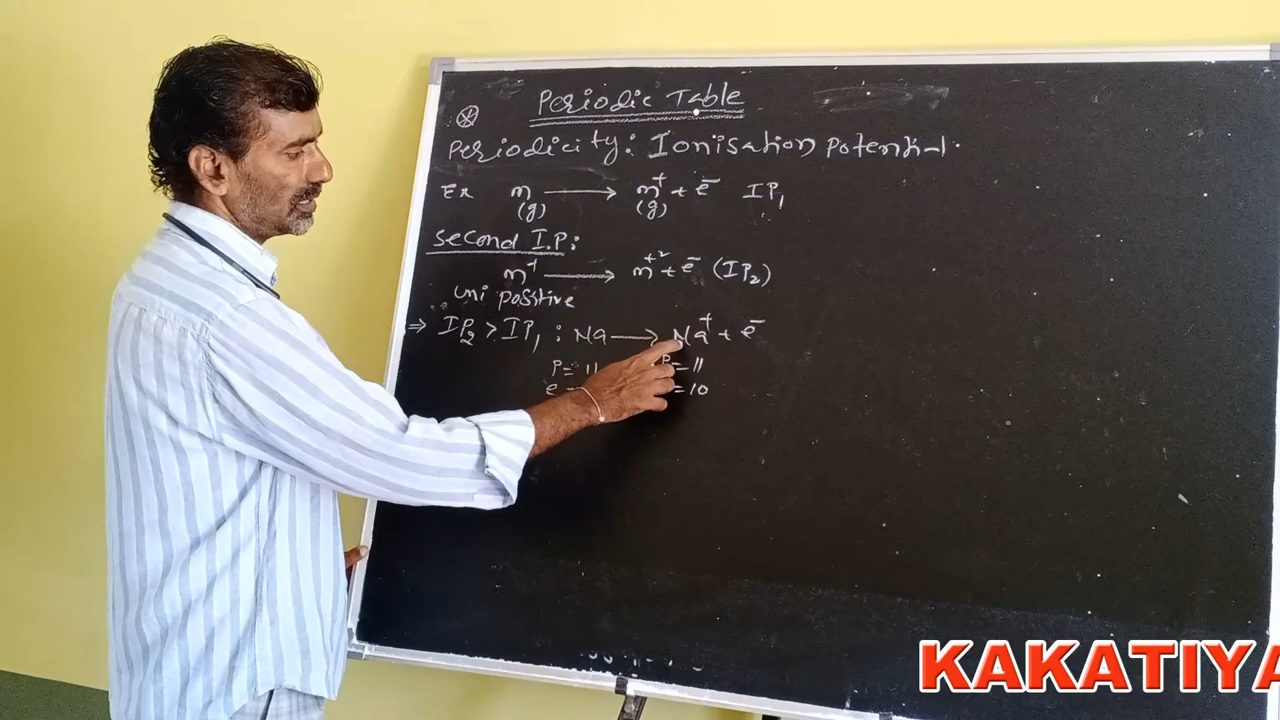 Periodic Table
Periodicity: Ionisation Potential.
Ex m (g) ⟶ m⁺ (g) + e⁻ IP₁
Second I.P:
m⁺ ⟶ m⁺² + e⁻ (IP₂)
Uni Positive
⇒ IP₂ > IP₁ : Na ⟶ Na⁺ + e⁻
P = 11 P = 11
e = = 10
KAKATIYA